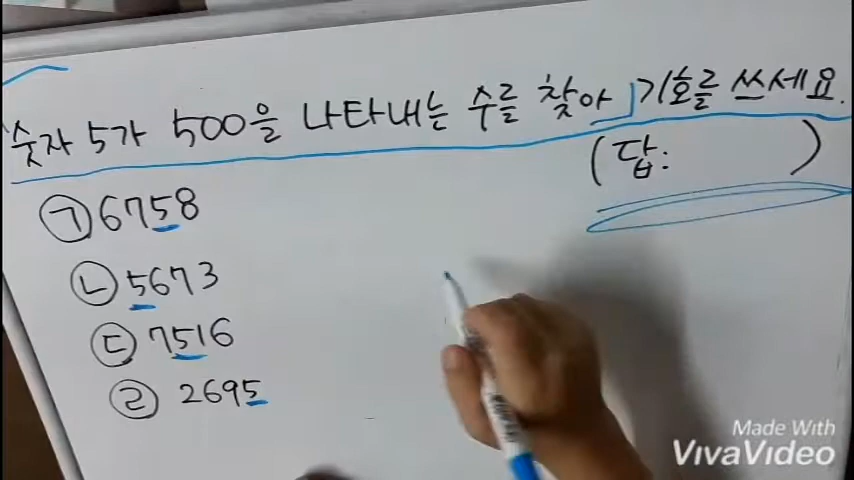 숫자 5가 500을 나타내는 수를 찾아 기호를 쓰세요.
(답: )
㉠ 6758
㉡ 5673
㉢ 7516
㉣ 2695
Made With
VivaVideo